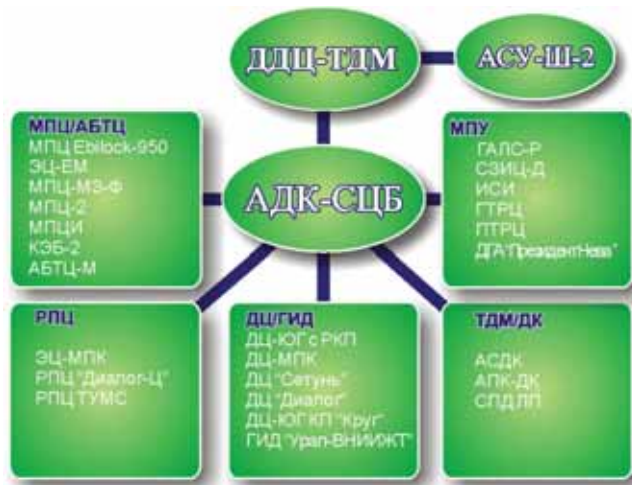 ДДЦ-ТДМ
АСУ-Ш-2
АДК-СЦБ
МПЦ/АБТЦ
МПЦ Ebilock-950
ЭЦ-ЕМ
МПЦ-МЗ-Ф
МПЦ-2
МПЦИ
КЭБ-2
АБТЦ-М
МПУ
ГАЛС-Р
СЗИЦ-Д
ИСИ
ГТРЦ
ПТРЦ
ДГА"ПрезидентНева"
РПЦ
ЭЦ-МПК
РПЦ "Диалог-Ц"
РПЦ ТУМС
ДЦ/ГИД
ДЦ-ЮГ с РКП
ДЦ-МПК
ДЦ "Сетунь"
ДЦ "Диалог"
ДЦ-ЮГ КП "Круг"
ГИД "Урал-ВНИИЖТ"
ТДМ/ДК
АСДК
АПК-ДК
СПД ЛП